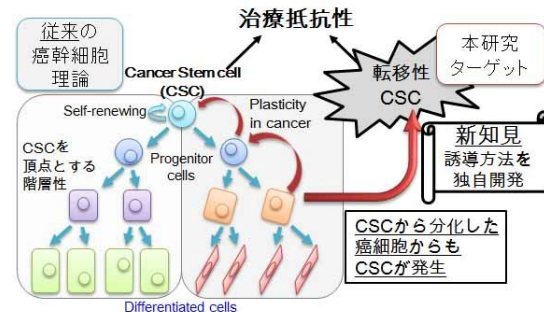 従来の
癌幹細胞
理論
治療抵抗性
Cancer Stem cell
(CSC)
転移性
CSC
本研究
ターゲット
Self-renewing
Plasticity
in cancer
CSCを
頂点とする
階層性
Progenitor
cells
新知見
誘導方法を
独自開発
CSCから分化した
癌細胞からも
CSCが発生
Differentiated cells